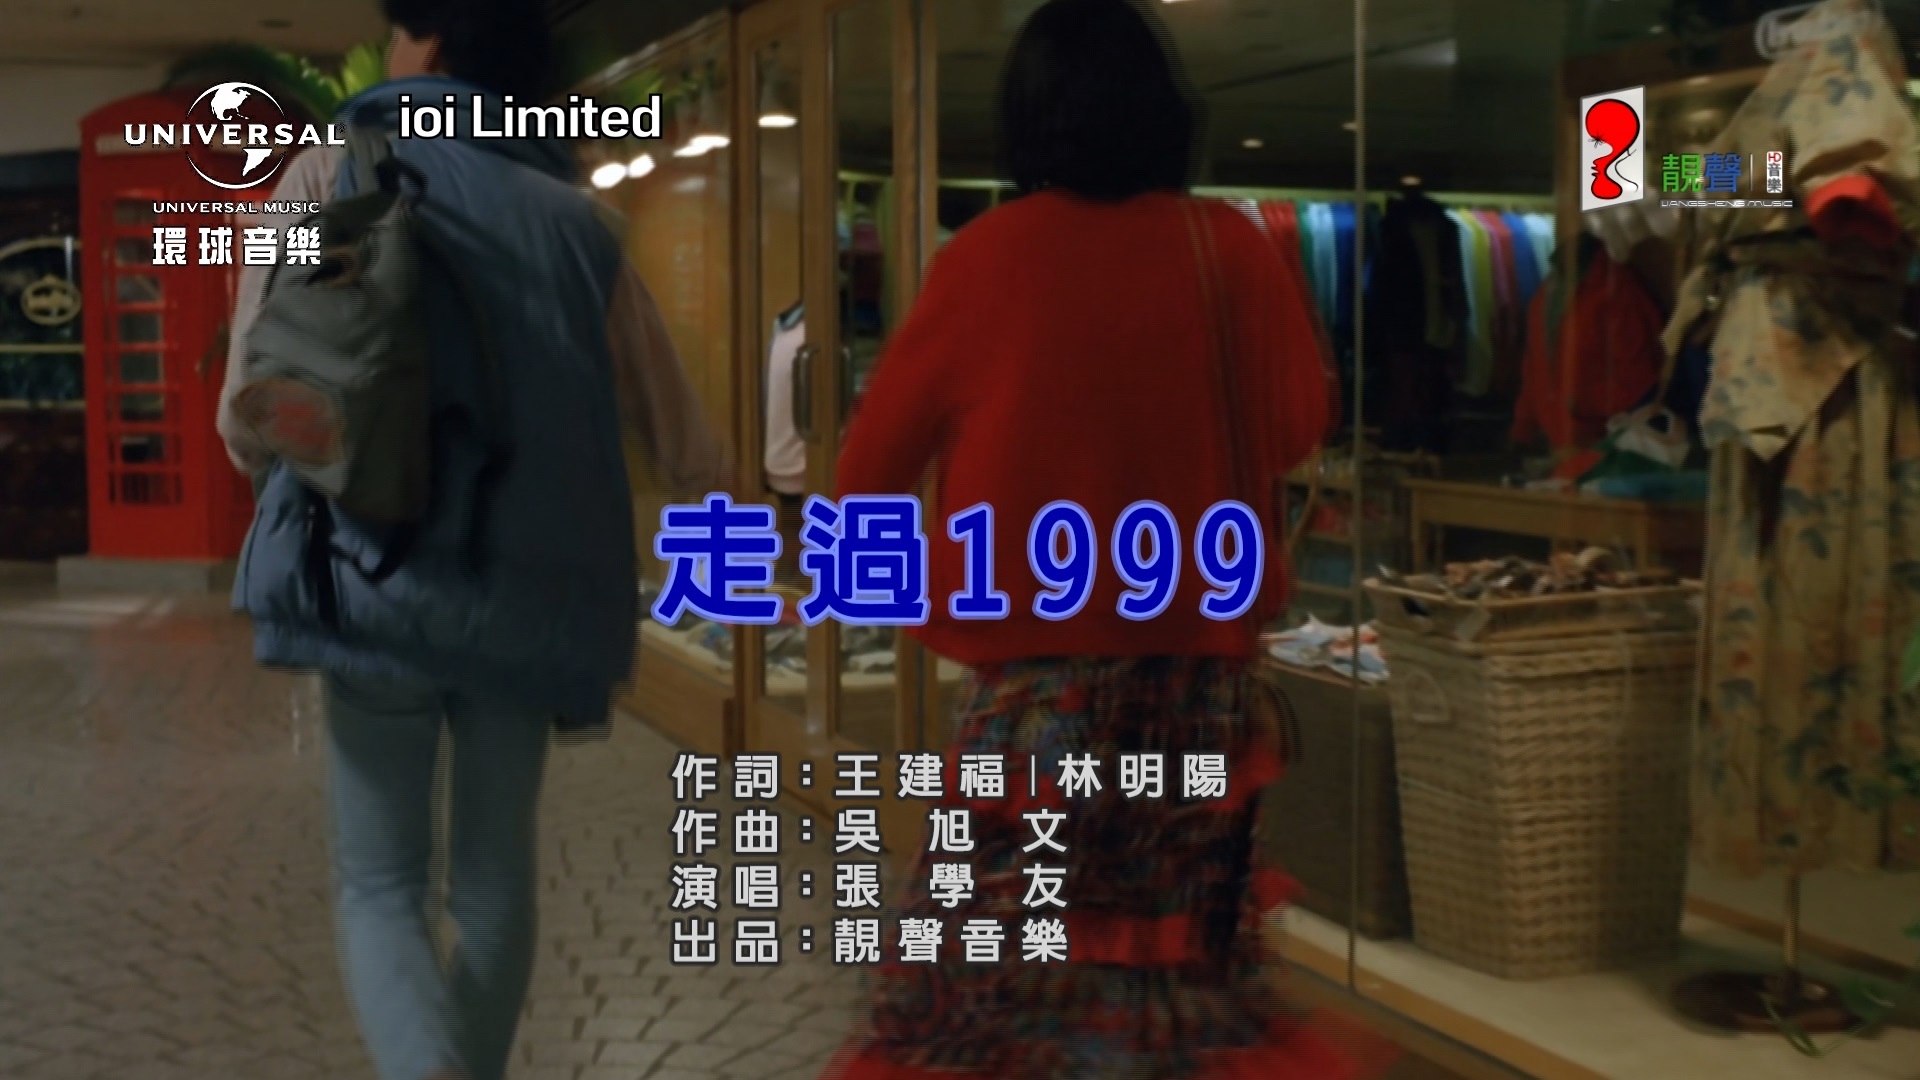 UNIVERSAL
UNIVERSAL MUSIC
環球音樂
ioi Limited
靚聲 HD音樂
LIANGSHENG MUSIC
走過1999
作詞：王建福|林明陽
作曲：吳旭文
演唱：張學友
出品：靚聲音樂